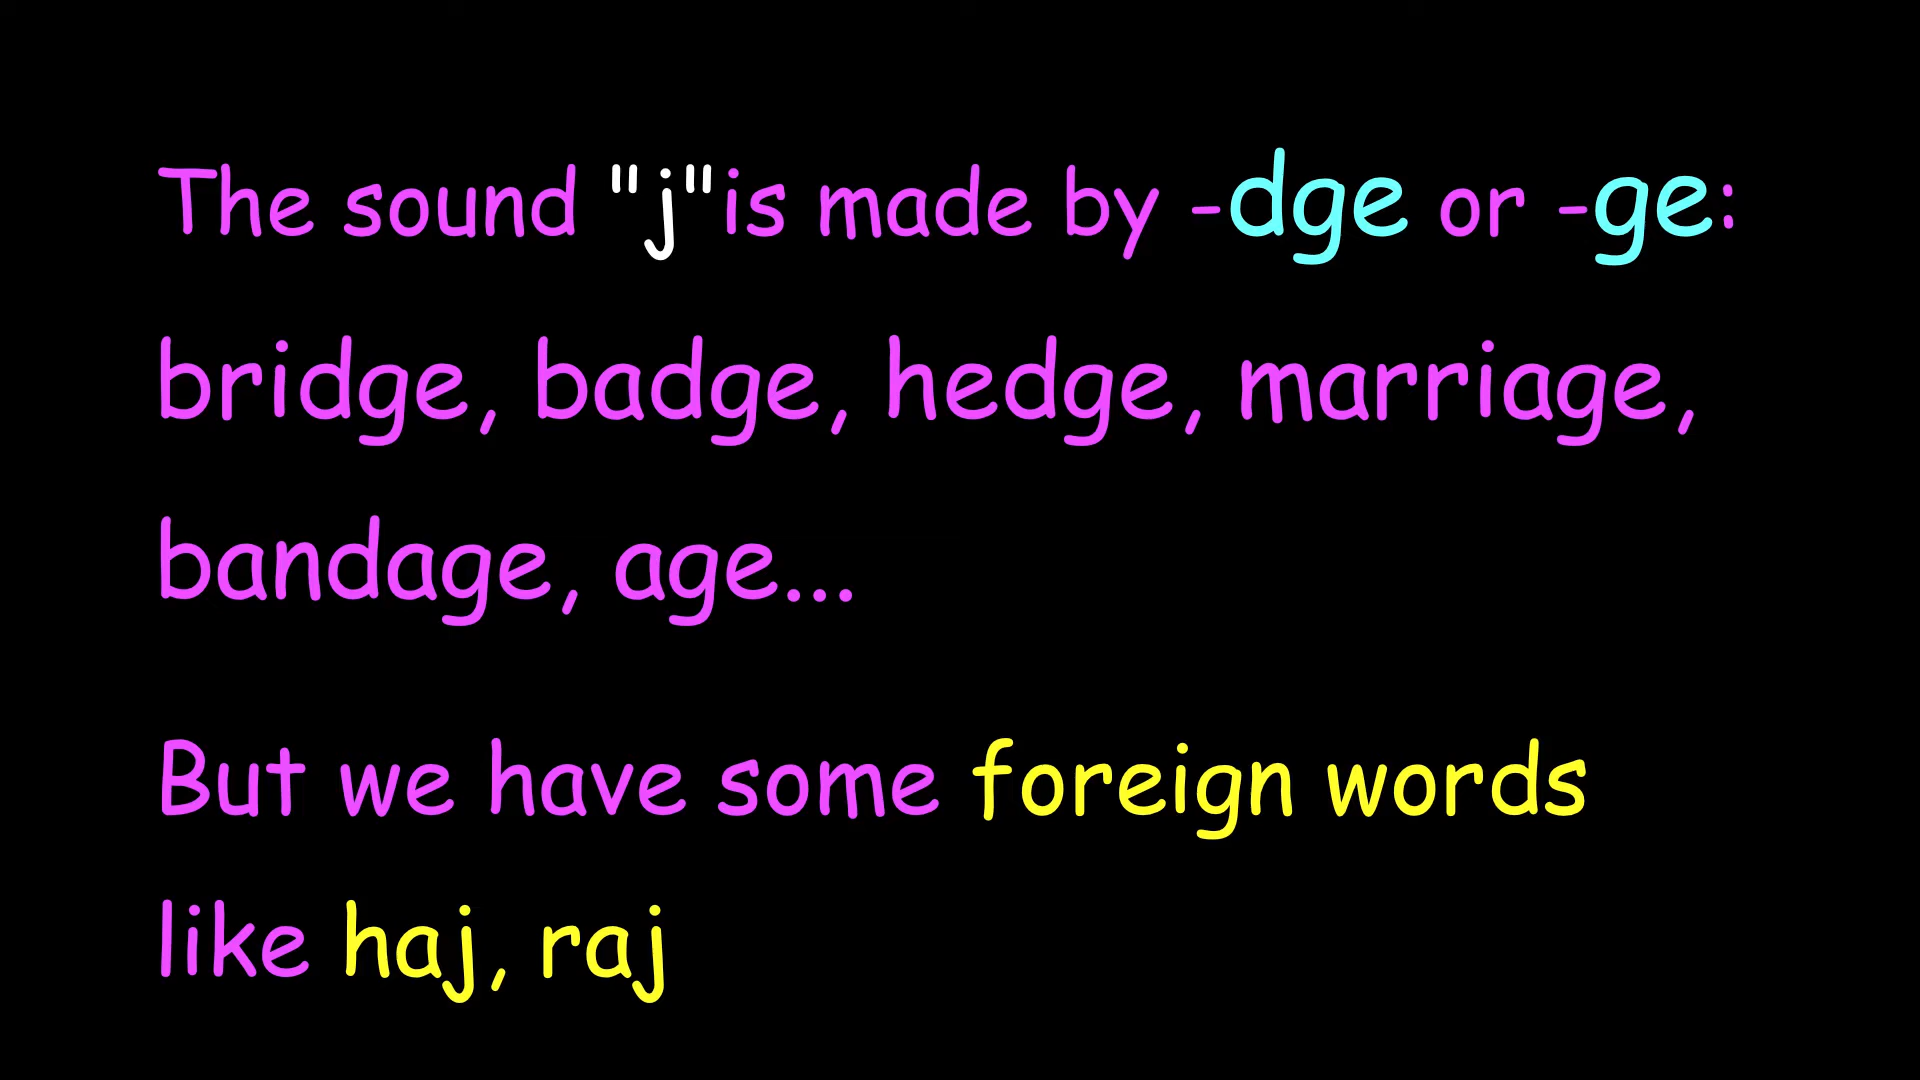 The sound "j"is made by -dge or -ge:
bridge, badge, hedge, marriage,
bandage, age...
But we have some foreign words
like haj, raj